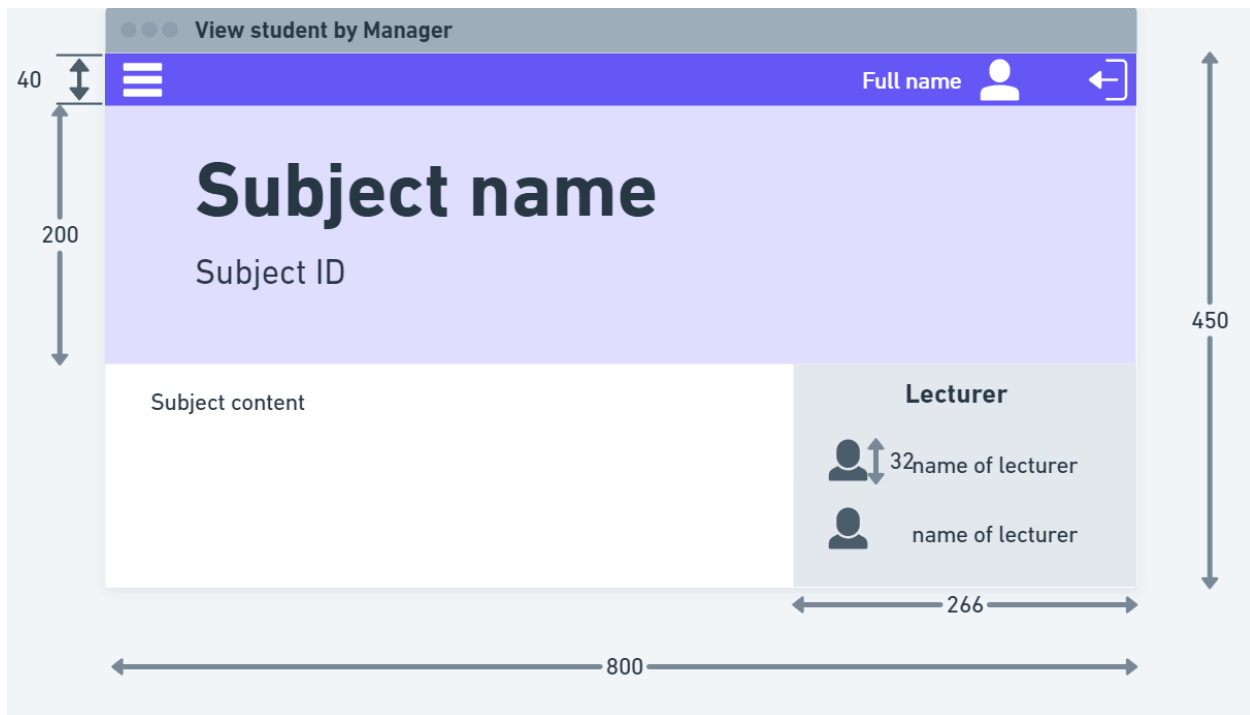 View student by Manager
40
Full name
Subject name
200
Subject ID
450
Subject content
Lecturer
32
name of lecturer
name of lecturer
266
800